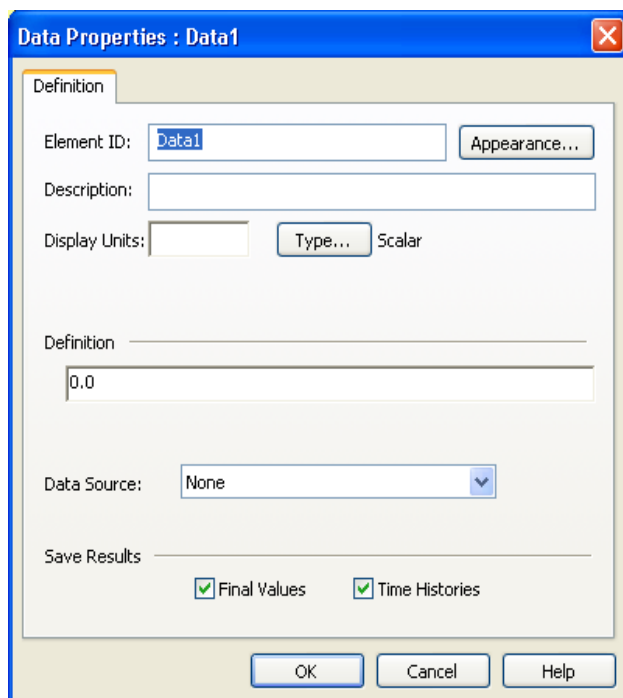 Data Properties : Data1
Definition
Element ID: Data1 Appearance...
Description:
Display Units: Type... Scalar
Definition
0.0
Data Source: None
Save Results
Final Values Time Histories
OK Cancel Help